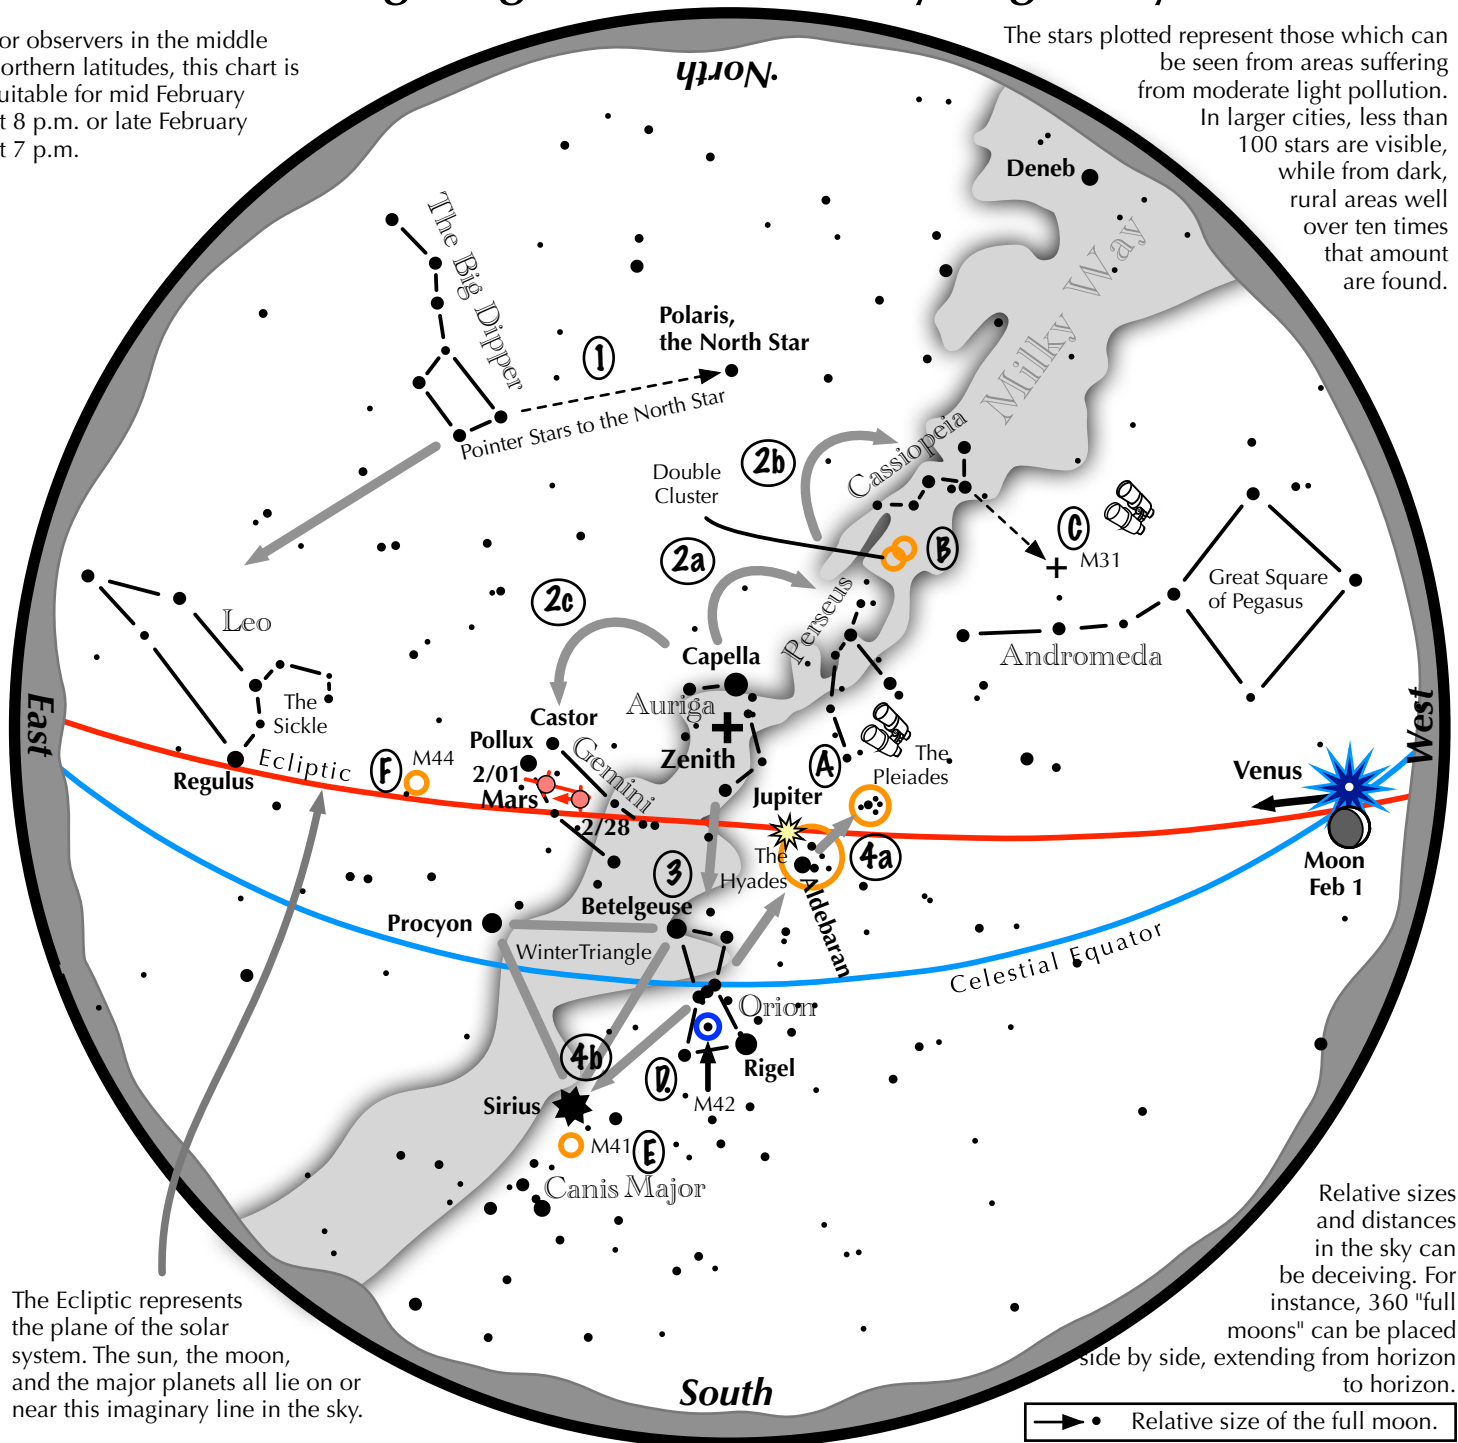 or observers in the middle
orthern latitudes, this chart is
uitable for mid February
t 8 p.m. or late February
t 7 p.m.
The stars plotted represent those which can
be seen from areas suffering
from moderate light pollution.
In larger cities, less than
100 stars are visible,
while from dark,
rural areas well
over ten times
that amount
are found.
North
Deneb
The Big Dipper
Milky Way
Polaris,
the North Star
1
Pointer Stars to the North Star
Cassiopeia
2b
Double
Cluster
2a
B
C
M31
2c
Great Square
of Pegasus
Leo
Perseus
Andromeda
Capella
The
Sickle
Auriga
East
West
Castor
Gemini
Pollux
Zenith
A
The
Pleiades
Regulus
Ecliptic
F
M44
2/01
Mars
2/28
Jupiter
Venus
The
Hyades
4a
3
Moon
Feb 1
Aldebaran
Betelgeuse
Procyon
WinterTriangle
Celestial Equator
Orion
4b
Rigel
D
M42
Sirius
M41
E
Canis Major
Relative sizes
and distances
in the sky can
be deceiving. For
instance, 360 "full
moons" can be placed
side by side, extending from horizon
to horizon.
The Ecliptic represents
the plane of the solar
system. The sun, the moon,
and the major planets all lie on or
near this imaginary line in the sky.
South
Relative size of the full moon.